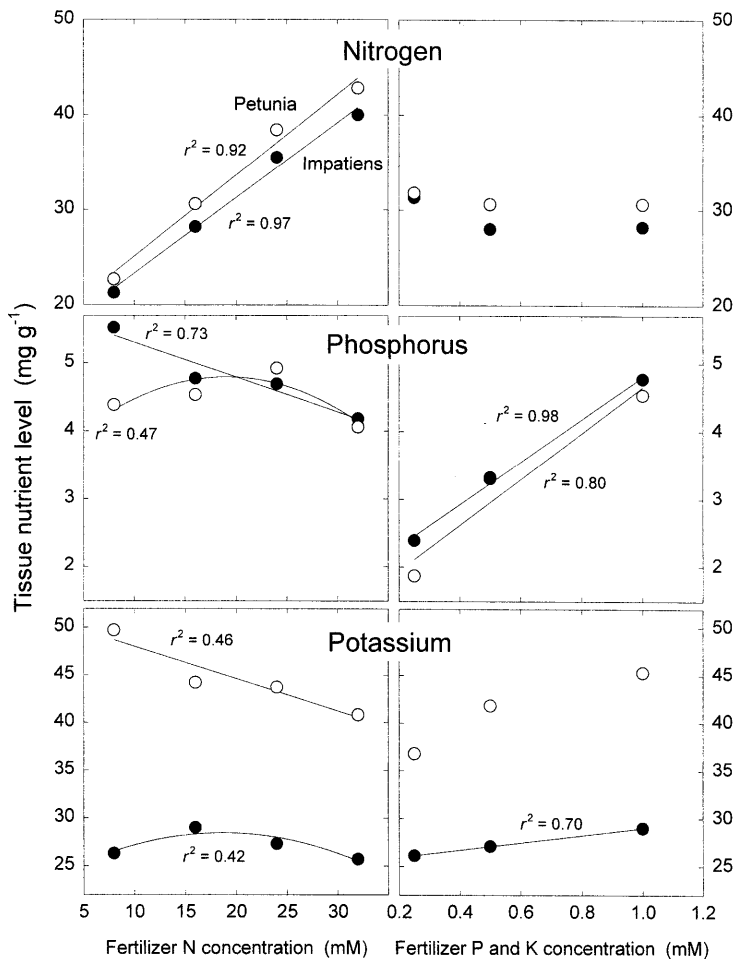 50
50
Nitrogen
Petunia
40
40
r² = 0.92
Impatiens
30
30
r² = 0.97
20
20
r² = 0.73
Phosphorus
5
5
r² = 0.98
4
4
r² = 0.47
r² = 0.80
3
3
2
2
Tissue nutrient level (mg g⁻¹)
50
50
r² = 0.46
Potassium
45
45
40
40
35
35
30
30
r² = 0.70
r² = 0.42
25
25
5 10 15 20 25 30 0.2 0.4 0.6 0.8 1.0 1.2
Fertilizer N concentration (mM) Fertilizer P and K concentration (mM)